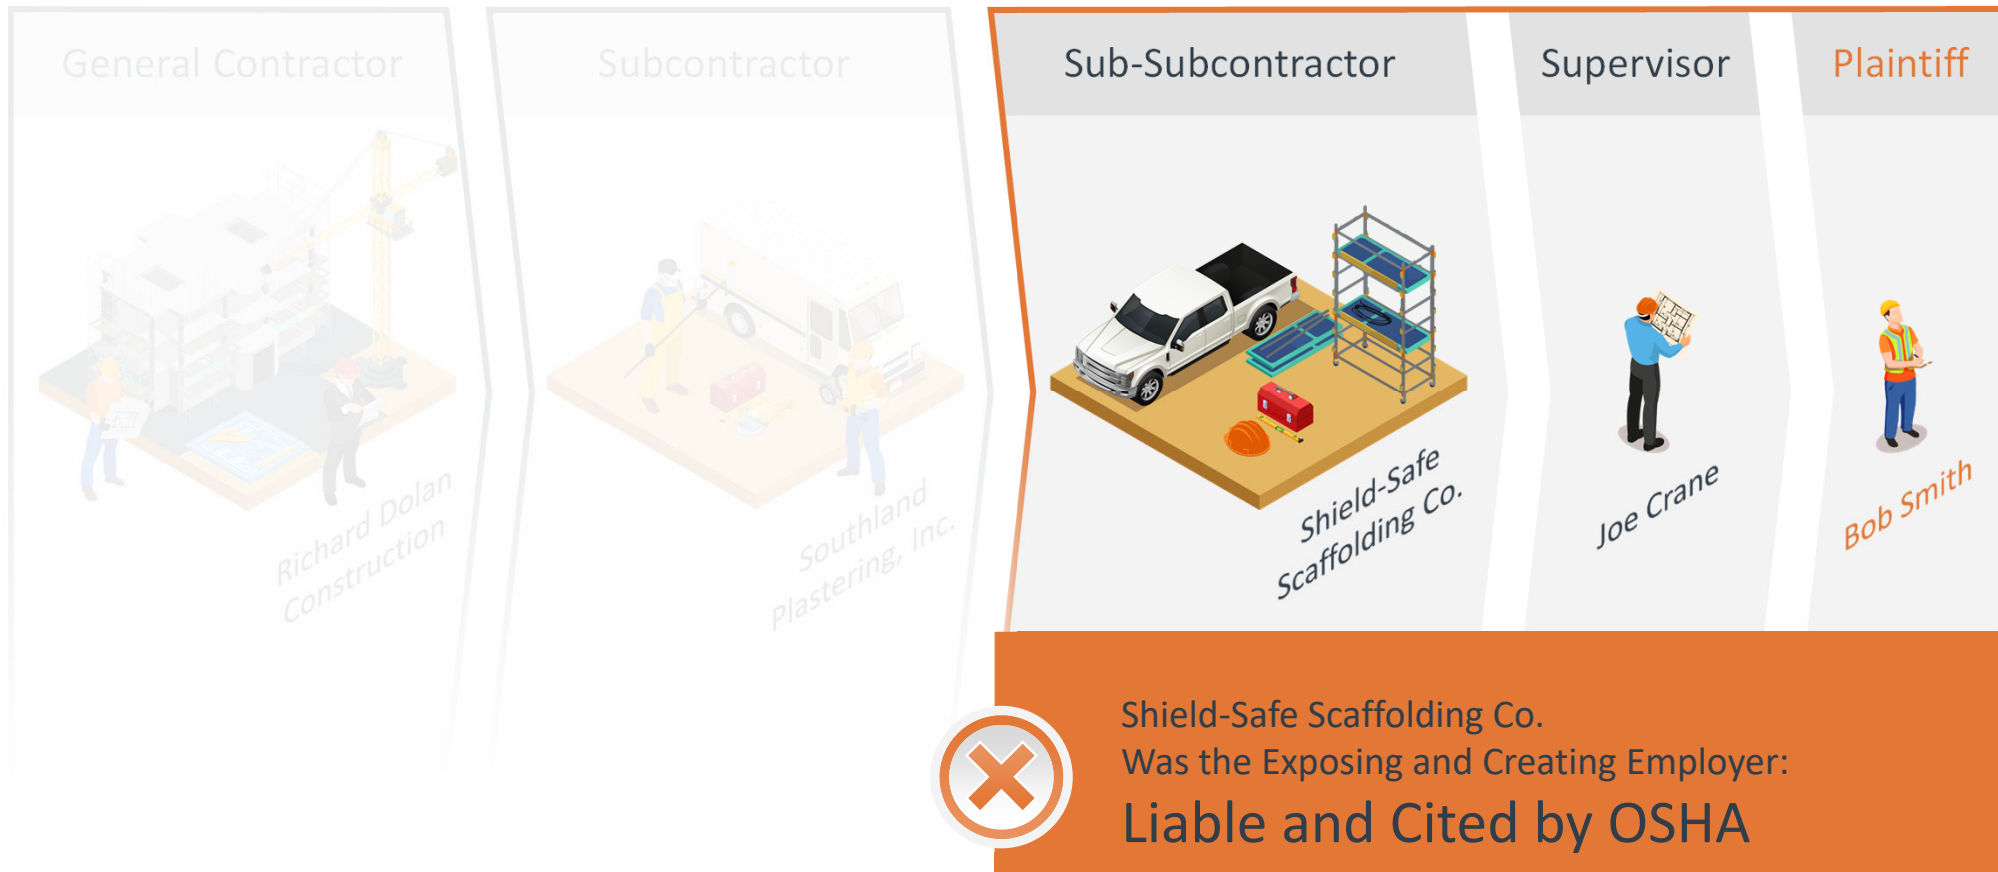 General Contractor
Subcontractor
Sub-Subcontractor
Supervisor
Plaintiff
Richard Dolan
Construction
Southland
Plastering, Inc.
Shield-Safe
Scaffolding Co.
Joe Crane
Bob Smith
Shield-Safe Scaffolding Co.
Was the Exposing and Creating Employer:
Liable and Cited by OSHA